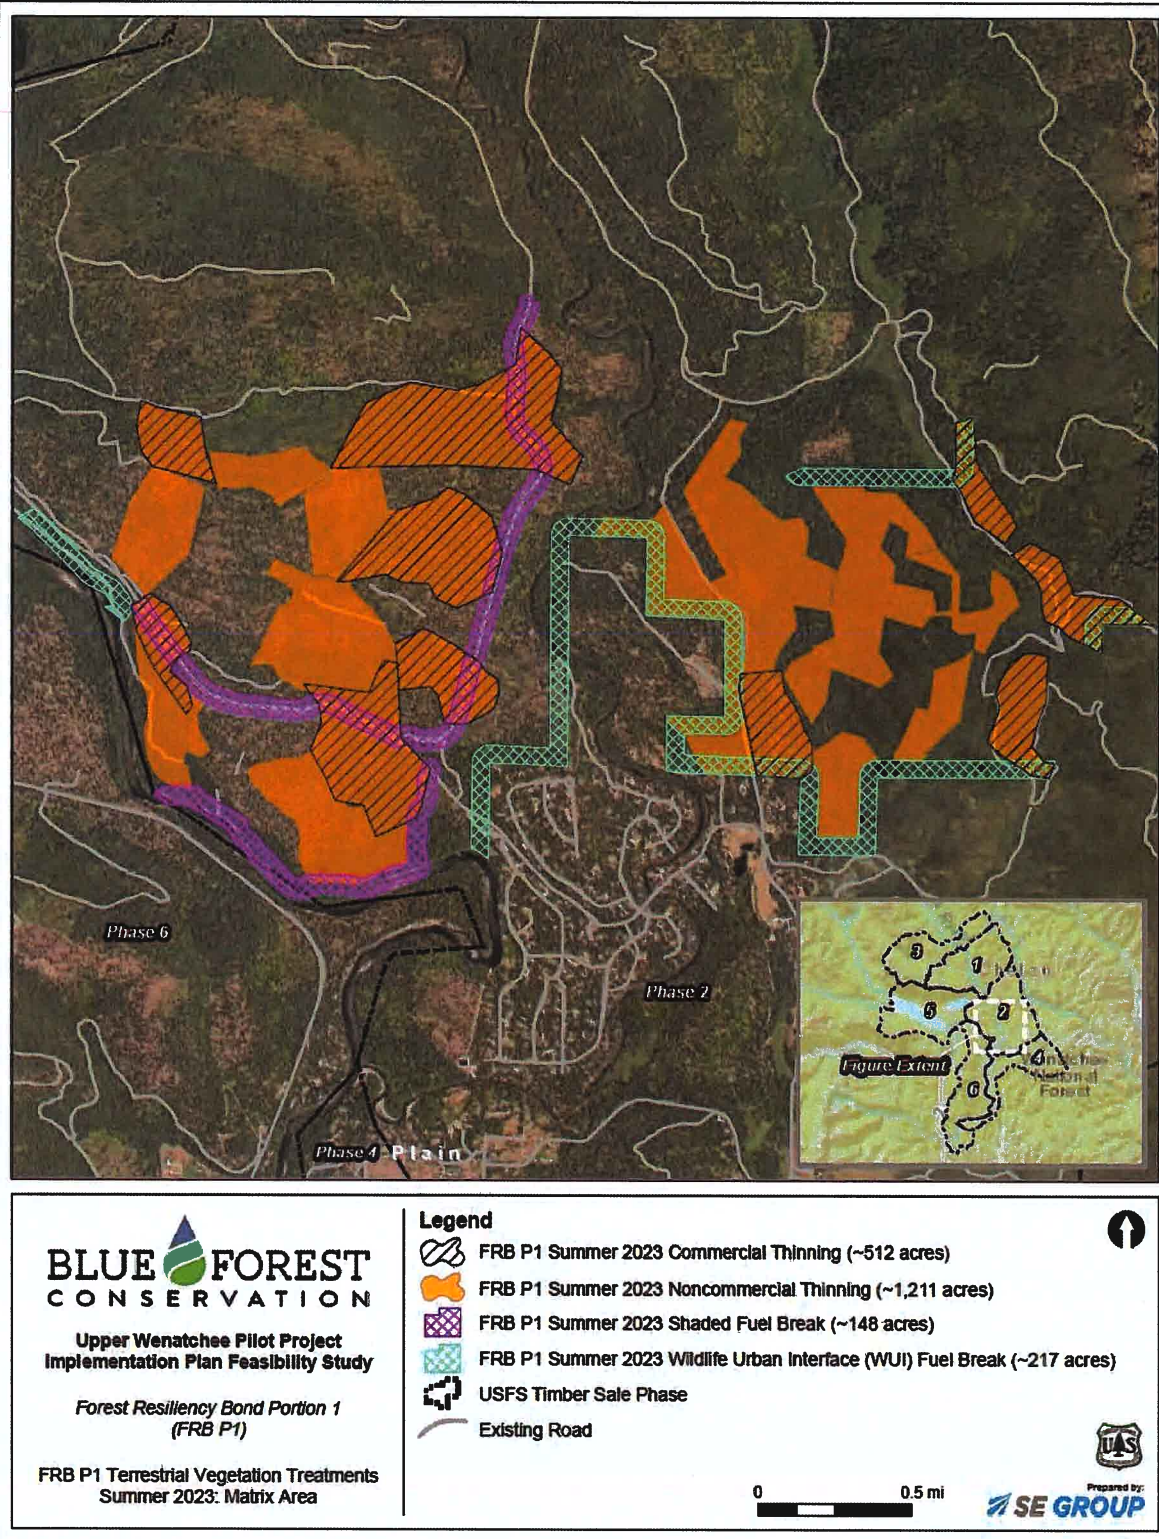 Phase 6
Phase 2
Phase 4
Plain
3
1
2
6
Figure Extent
4
National
Forest
BLUE FOREST
CONSERVATION
Upper Wenatchee Pilot Project
Implementation Plan Feasibility Study
Forest Resiliency Bond Portion 1
(FRB P1)
FRB P1 Terrestrial Vegetation Treatments
Summer 2023: Matrix Area
Legend
FRB P1 Summer 2023 Commercial Thinning (~512 acres)
FRB P1 Summer 2023 Noncommercial Thinning (~1,211 acres)
FRB P1 Summer 2023 Shaded Fuel Break (~148 acres)
FRB P1 Summer 2023 Wildlife Urban Interface (WUI) Fuel Break (~217 acres)
USFS Timber Sale Phase
Existing Road
0 0.5 mi
US
Prepared by:
SE GROUP